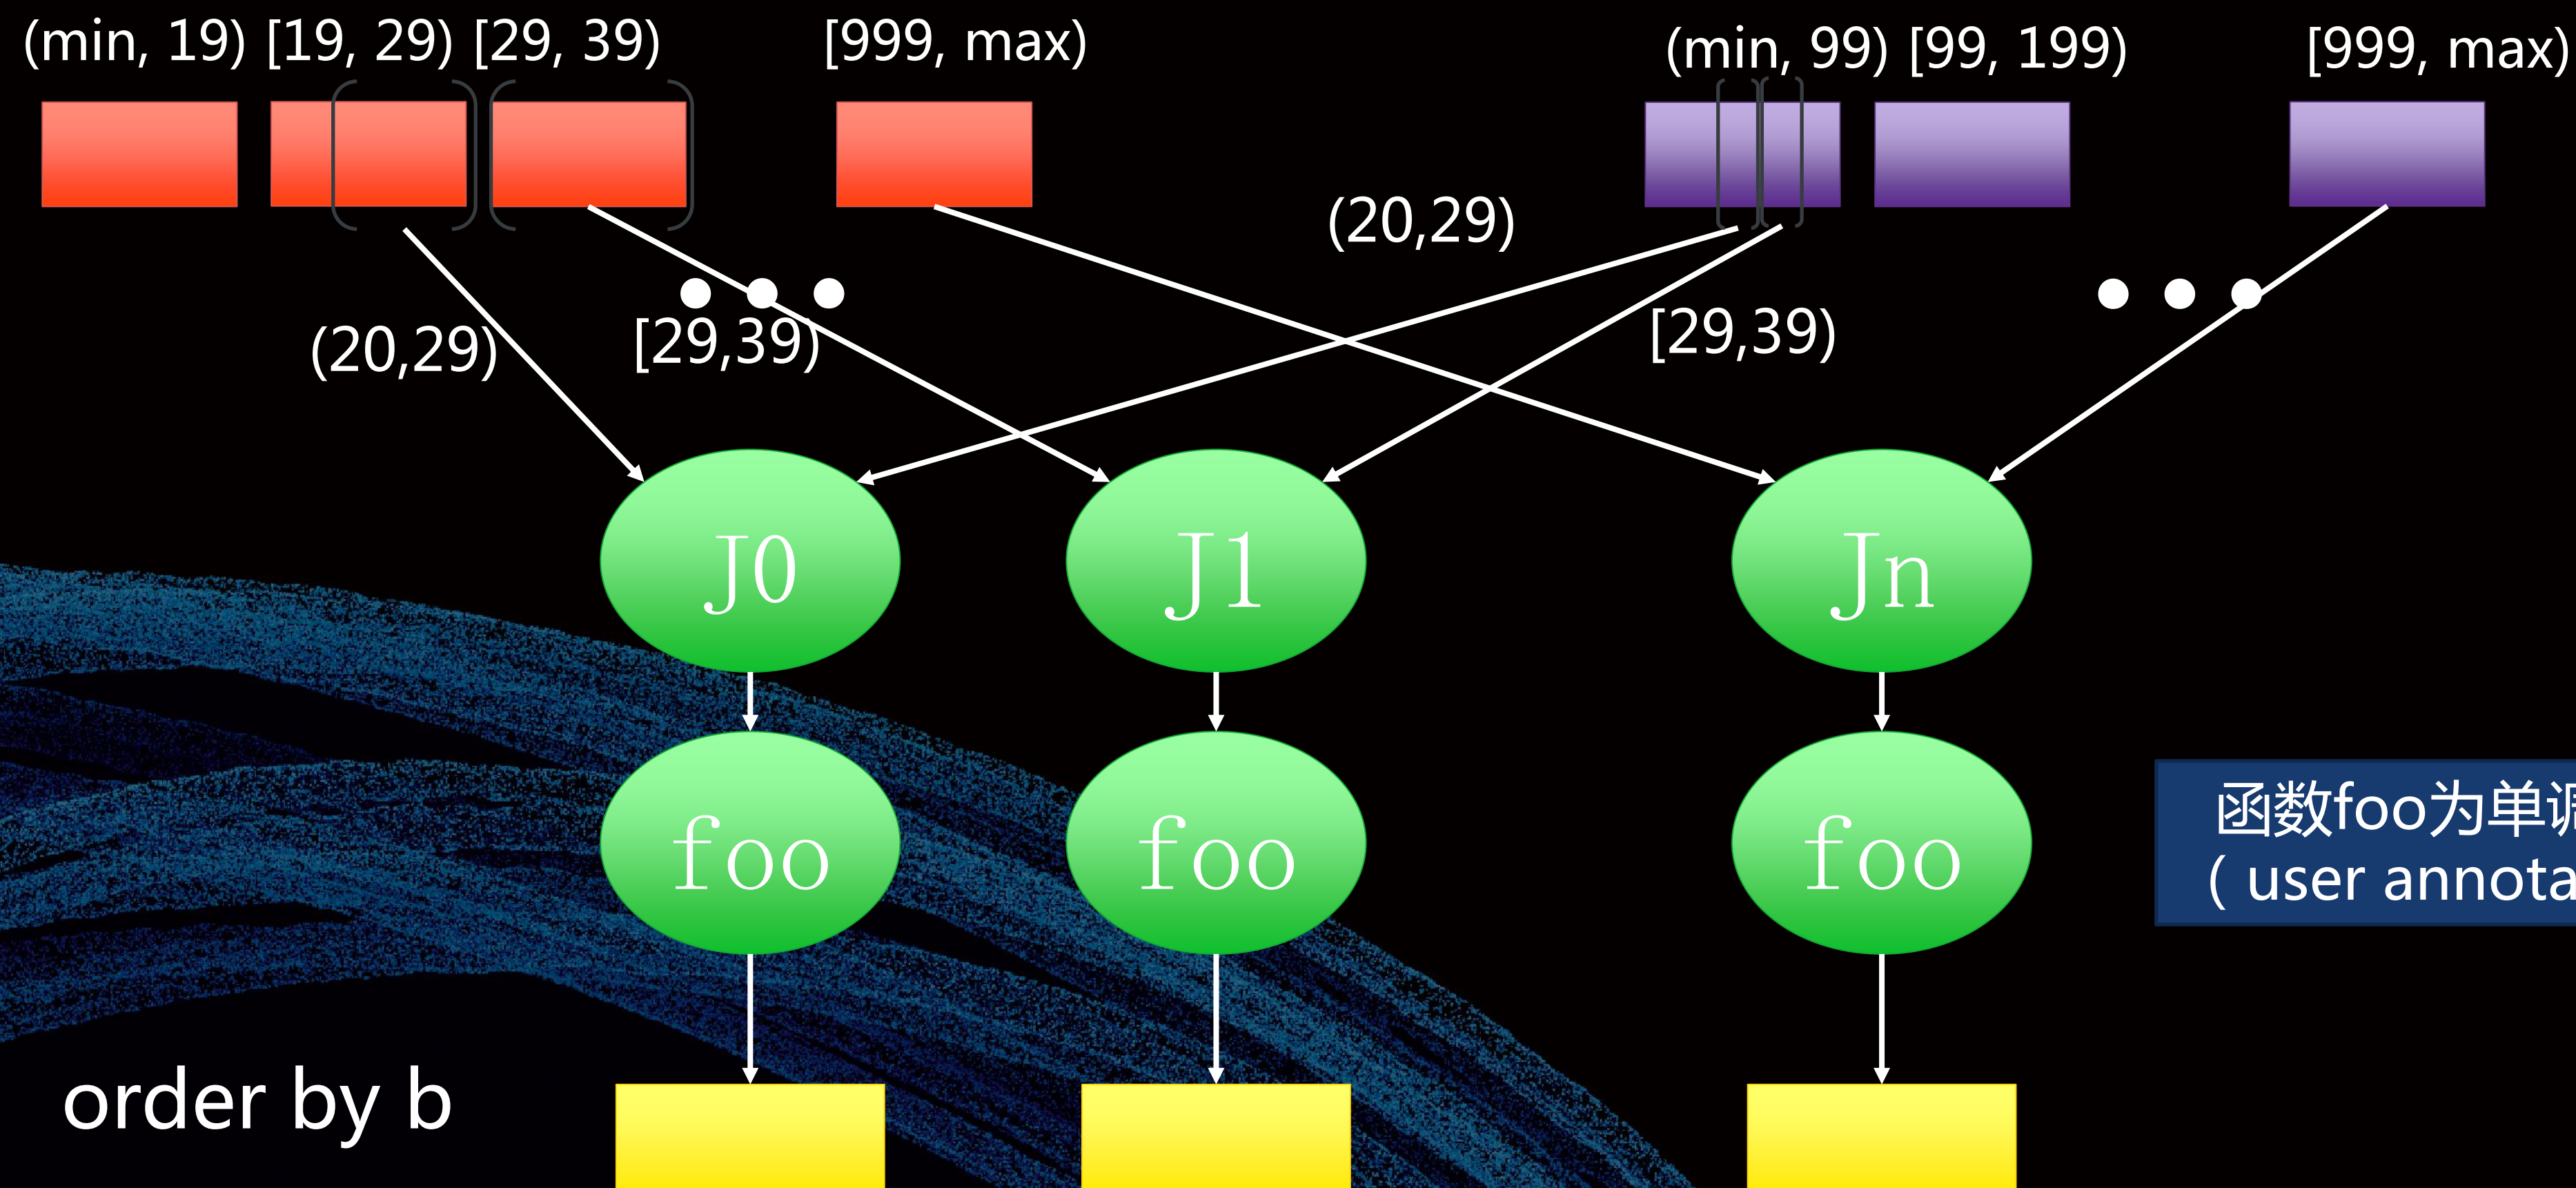 (min, 19) [19, 29) [29, 39) [999, max) (min, 99) [99, 199) [999, max)
(20,29)
(20,29) [29,39) [29,39)
J0 J1 Jn
foo foo foo
函数foo为单调
( user annota
order by b